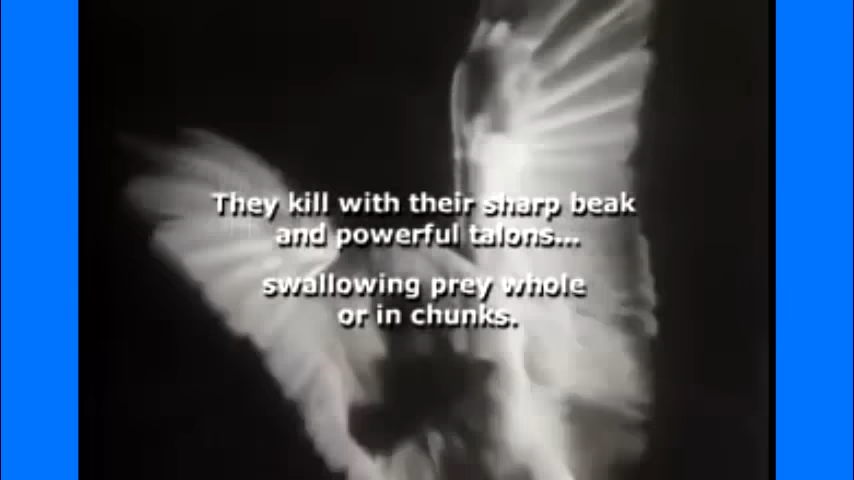 They kill with their sharp beak
and powerful talons...
swallowing prey whole
or in chunks.